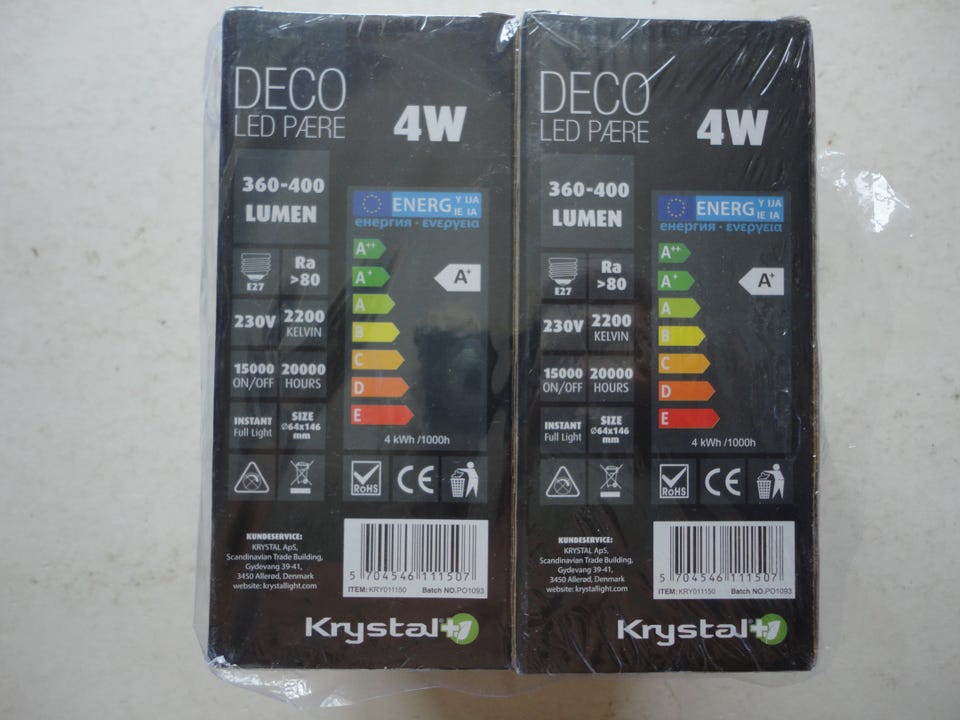 DECO
LED PÆRE
4W
360-400
LUMEN
ENERG Y IJA
IE IA
енергия · ενεργεια
A++
A+
A+
A
B
C
D
E
4 kWh /1000h
E27
Ra
>80
230V
2200
KELVIN
15000
ON/OFF
20000
HOURS
INSTANT
Full Light
SIZE
Ø64x146
mm
RoHS
CE
KUNDESERVICE:
KRYSTAL ApS,
Scandinavian Trade Building,
Gydevang 39-41,
3450 Allerød, Denmark
website: krystallight.com
5 704546 111507
ITEM: KRY011150 Batch NO.PO1093
Krystal+
DECO
LED PÆRE
4W
360-400
LUMEN
ENERG Y IJA
IE IA
енергия · ενεργεια
A++
A+
A+
A
B
C
D
E
4 kWh /1000h
E27
Ra
>80
230V
2200
KELVIN
15000
ON/OFF
20000
HOURS
INSTANT
Full Light
SIZE
Ø64x146
mm
RoHS
CE
KUNDESERVICE:
KRYSTAL ApS,
Scandinavian Trade Building,
Gydevang 39-41,
3450 Allerød, Denmark
website: krystallight.com
5 704546 111507
ITEM: KRY011150 Batch NO.PO1093
Krystal+